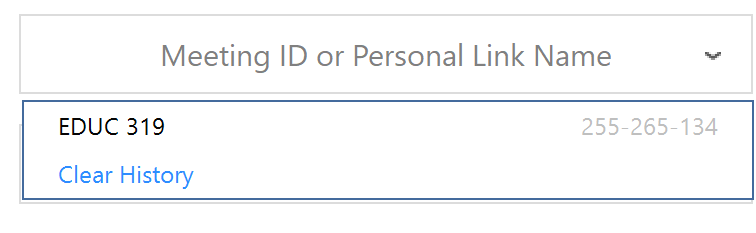 Meeting ID or Personal Link Name
EDUC 319 255-265-134
Clear History